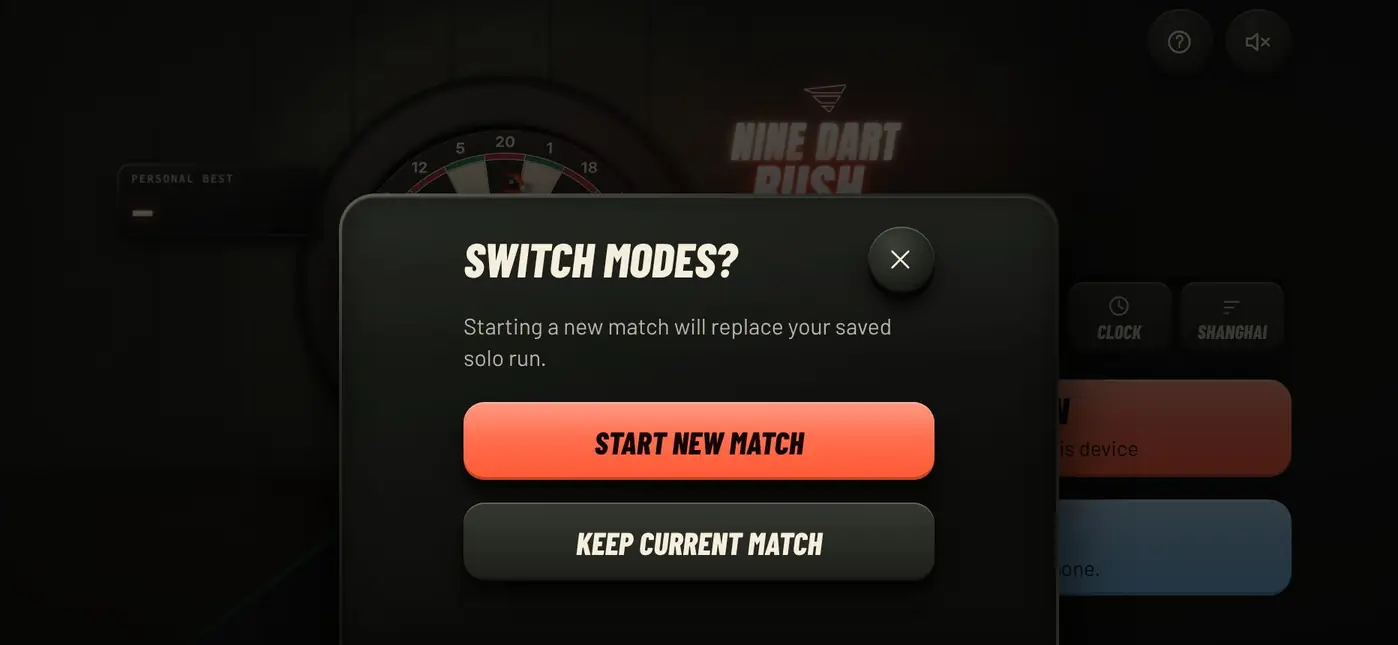 PERSONAL BEST
12
5
20
1
18
NINE DART
RUSH
SWITCH MODES?
Starting a new match will replace your saved
solo run.
START NEW MATCH
KEEP CURRENT MATCH
CLOCK
SHANGHAI
is device
one.